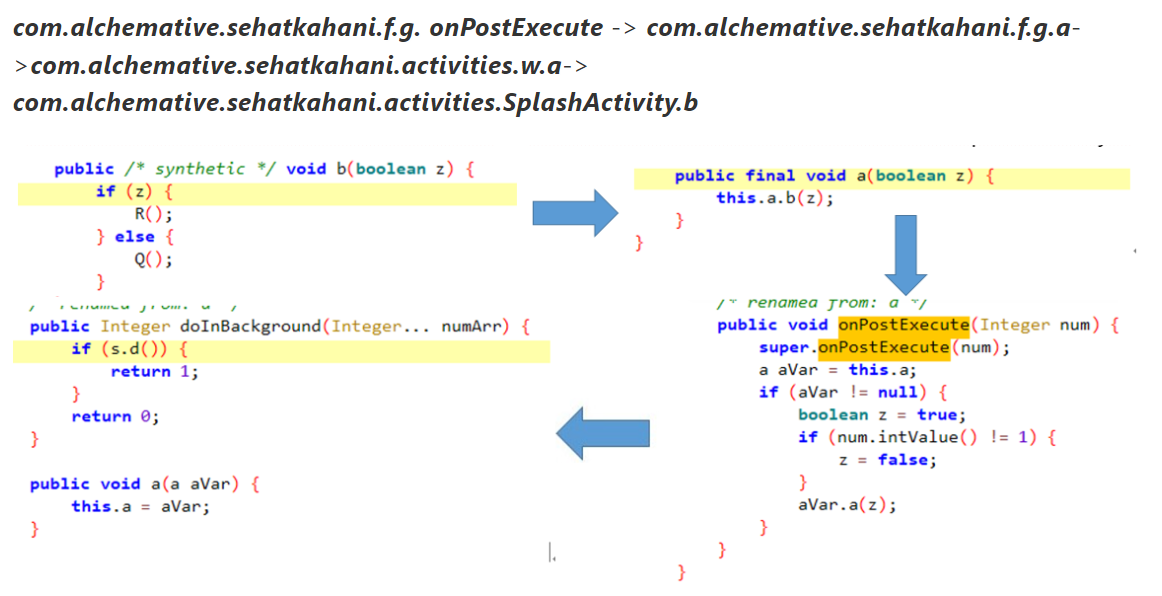 com.alchemative.sehatkahani.f.g. onPostExecute -> com.alchemative.sehatkahani.f.g.a-
>com.alchemative.sehatkahani.activities.w.a->
com.alchemative.sehatkahani.activities.SplashActivity.b
public /* synthetic */ void b(boolean z) {
if (z) {
R();
} else {
Q();
}
public final void a(boolean z) {
this.a.b(z);
}
}
public Integer doInBackground(Integer... numArr) {
if (s.d()) {
return 1;
}
return 0;
}
public void a(a aVar) {
this.a = aVar;
}
/* renamed from: a */
public void onPostExecute(Integer num) {
super.onPostExecute(num);
a aVar = this.a;
if (aVar != null) {
boolean z = true;
if (num.intValue() != 1) {
z = false;
}
aVar.a(z);
}
}
}